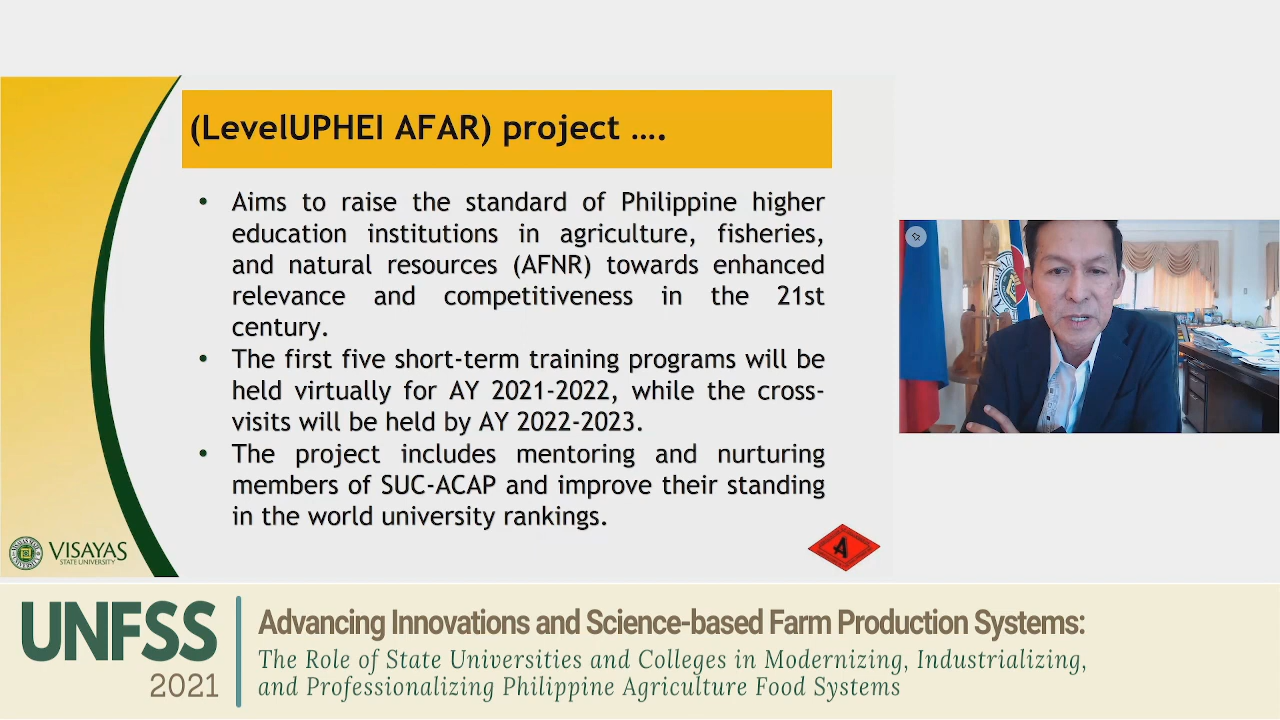 (LevelUPHEI AFAR) project ....
• Aims to raise the standard of Philippine higher
education institutions in agriculture, fisheries,
and natural resources (AFNR) towards enhanced
relevance and competitiveness in the 21st
century.
• The first five short-term training programs will be
held virtually for AY 2021-2022, while the cross-
visits will be held by AY 2022-2023.
• The project includes mentoring and nurturing
members of SUC-ACAP and improve their standing
in the world university rankings.
VISAYAS
STATE UNIVERSITY
A
UNFSS
2021
Advancing Innovations and Science-based Farm Production Systems:
The Role of State Universities and Colleges in Modernizing, Industrializing,
and Professionalizing Philippine Agriculture Food Systems